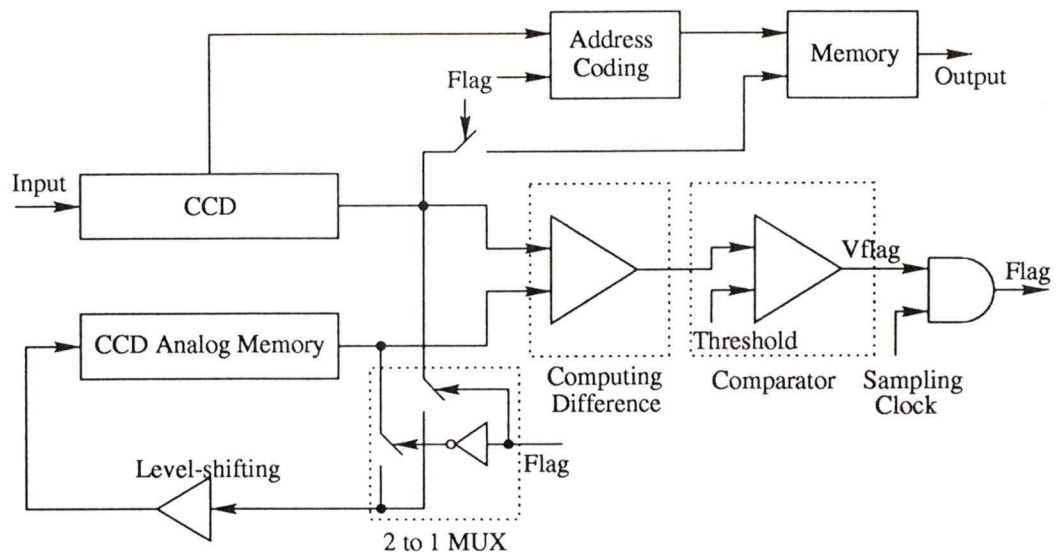 Address
Coding
Memory
Output
Flag
Input
CCD
Vflag
Flag
CCD Analog Memory
Threshold
Computing
Difference
Comparator
Sampling
Clock
Flag
Level-shifting
2 to 1 MUX